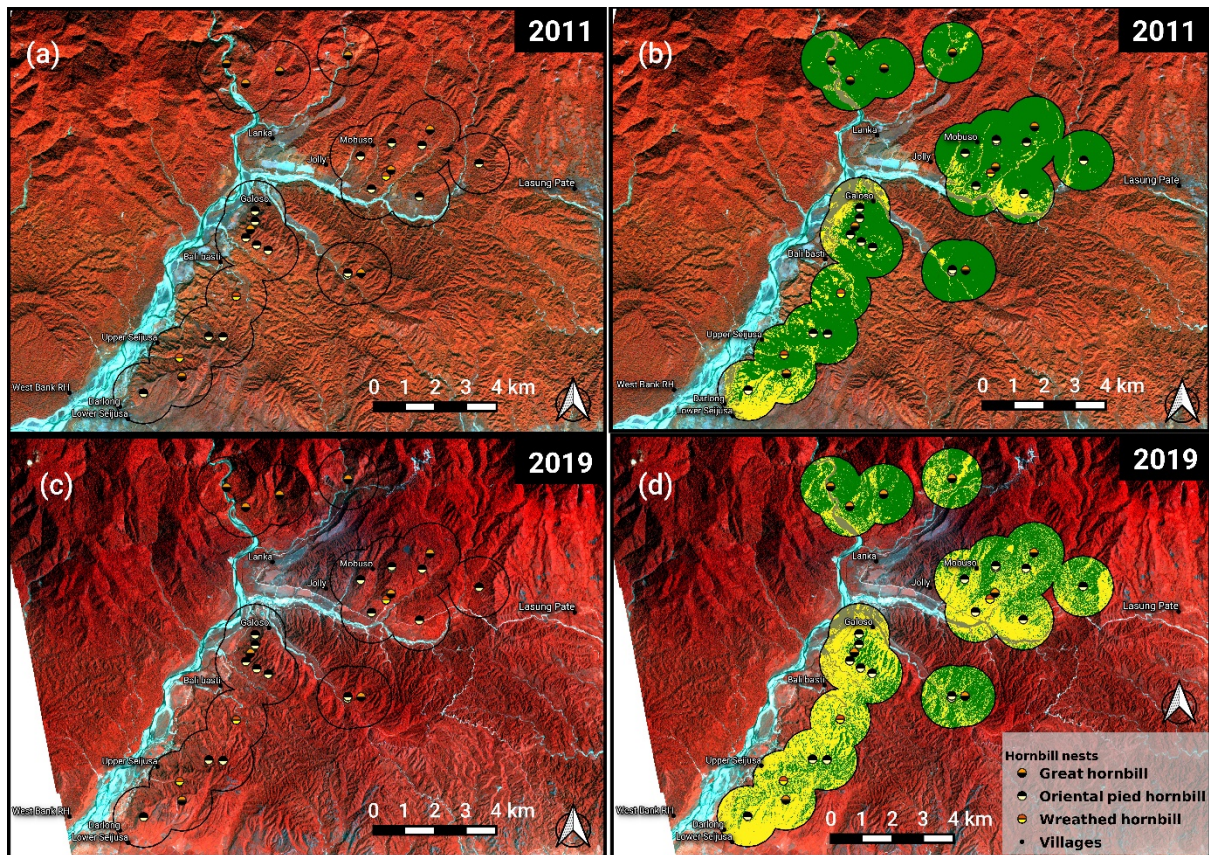 (a)
2011
Lanka
Mobuso
Jolly
Lasung Pate
Galoso
Bali basti
Upper Seijusa
West Bank RH
Darlong
Lower Seijusa
0 1 2 3 4 km
(b)
2011
Lanka
Mobuso
Jolly
Lasung Pate
Galoso
Bali basti
Upper Seijusa
West Bank RH
Darlong
Lower Seijusa
0 1 2 3 4 km
(c)
2019
Lanka
Mobuso
Jolly
Lasung Pate
Galoso
Bali basti
Upper Seijusa
West Bank RH
Darlong
Lower Seijusa
0 1 2 3 4 km
(d)
2019
Lanka
Mobuso
Jolly
Lasung Pate
Galoso
Bali basti
Upper Seijusa
West Bank RH
Darlong
Lower Seijusa
0 1 2 3 4 km
Hornbill nests
Great hornbill
Oriental pied hornbill
Wreathed hornbill
Villages